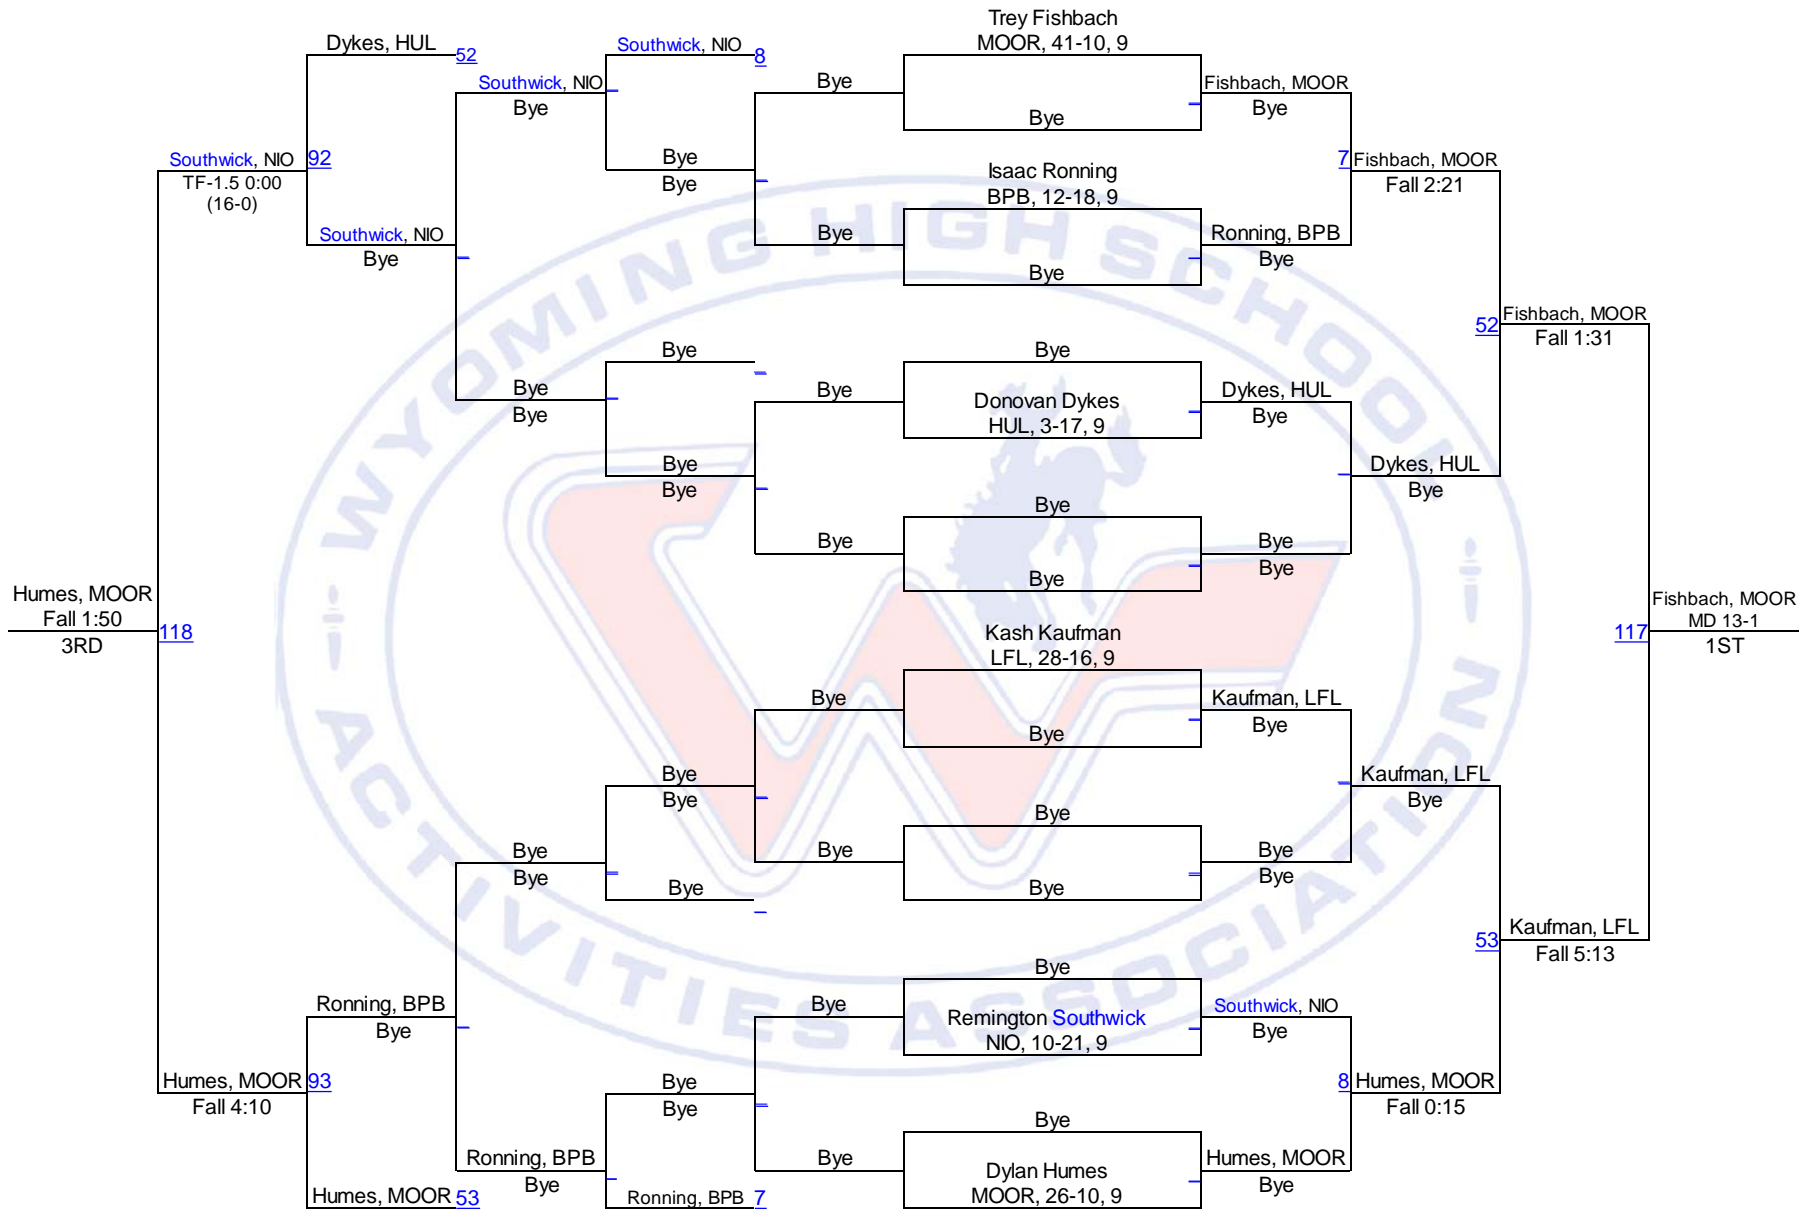 Trey Fishbach
MOOR, 41-10, 9
Bye
Isaac Ronning
BPB, 12-18, 9
Bye
Bye
Donovan Dykes
HUL, 3-17, 9
Bye
Bye
Kash Kaufman
LFL, 28-16, 9
Bye
Bye
Bye
Bye
Remington Southwick
NIO, 10-21, 9
Bye
Dylan Humes
MOOR, 26-10, 9
Fishbach, MOOR
Bye
Ronning, BPB
Bye
Dykes, HUL
Bye
Bye
Bye
Kaufman, LFL
Bye
Bye
Bye
Southwick, NIO
Bye
Humes, MOOR
Bye
7
Fishbach, MOOR
Fall 2:21
Dykes, HUL
Bye
Kaufman, LFL
Bye
8
Humes, MOOR
Fall 0:15
52
Fishbach, MOOR
Fall 1:31
53
Kaufman, LFL
Fall 5:13
117
Fishbach, MOOR
MD 13-1
1ST
Bye
Bye
Bye
Bye
Bye
Bye
Bye
Bye
Southwick, NIO
8
Bye
Bye
Bye
Bye
Bye
Bye
Bye
Bye
Bye
Bye
Ronning, BPB
7
Southwick, NIO
Bye
Bye
Bye
Bye
Bye
Ronning, BPB
Bye
Dykes, HUL
52
Southwick, NIO
Bye
Ronning, BPB
Bye
Humes, MOOR
53
Southwick, NIO
92
TF-1.5 0:00
(16-0)
Humes, MOOR
93
Fall 4:10
Humes, MOOR
Fall 1:50
118
3RD
WYOMING HIGH SCHOOL
ACTIVITIES ASSOCIATION